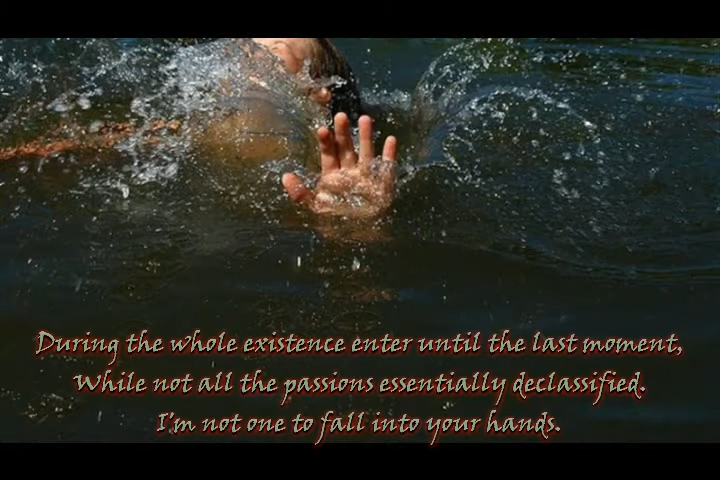 During the whole existence enter until the last moment,
While not all the passions essentially declassified.
I'm not one to fall into your hands.